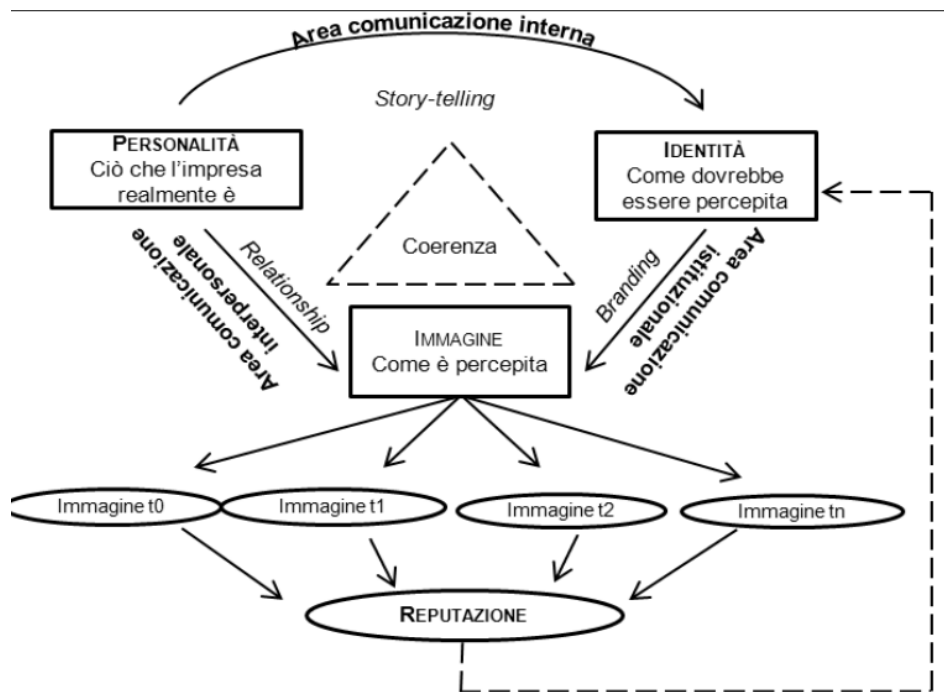 Area comunicazione interna
Story-telling
PERSONALITÀ
Ciò che l'impresa
realmente è
IDENTITÀ
Come dovrebbe
essere percepita
Area comunicazione
interpersonale
Relationship
Coerenza
Branding
Area comunicazione
istituzionale
IMMAGINE
Come è percepita
Immagine t0
Immagine t1
Immagine t2
Immagine tn
REPUTAZIONE